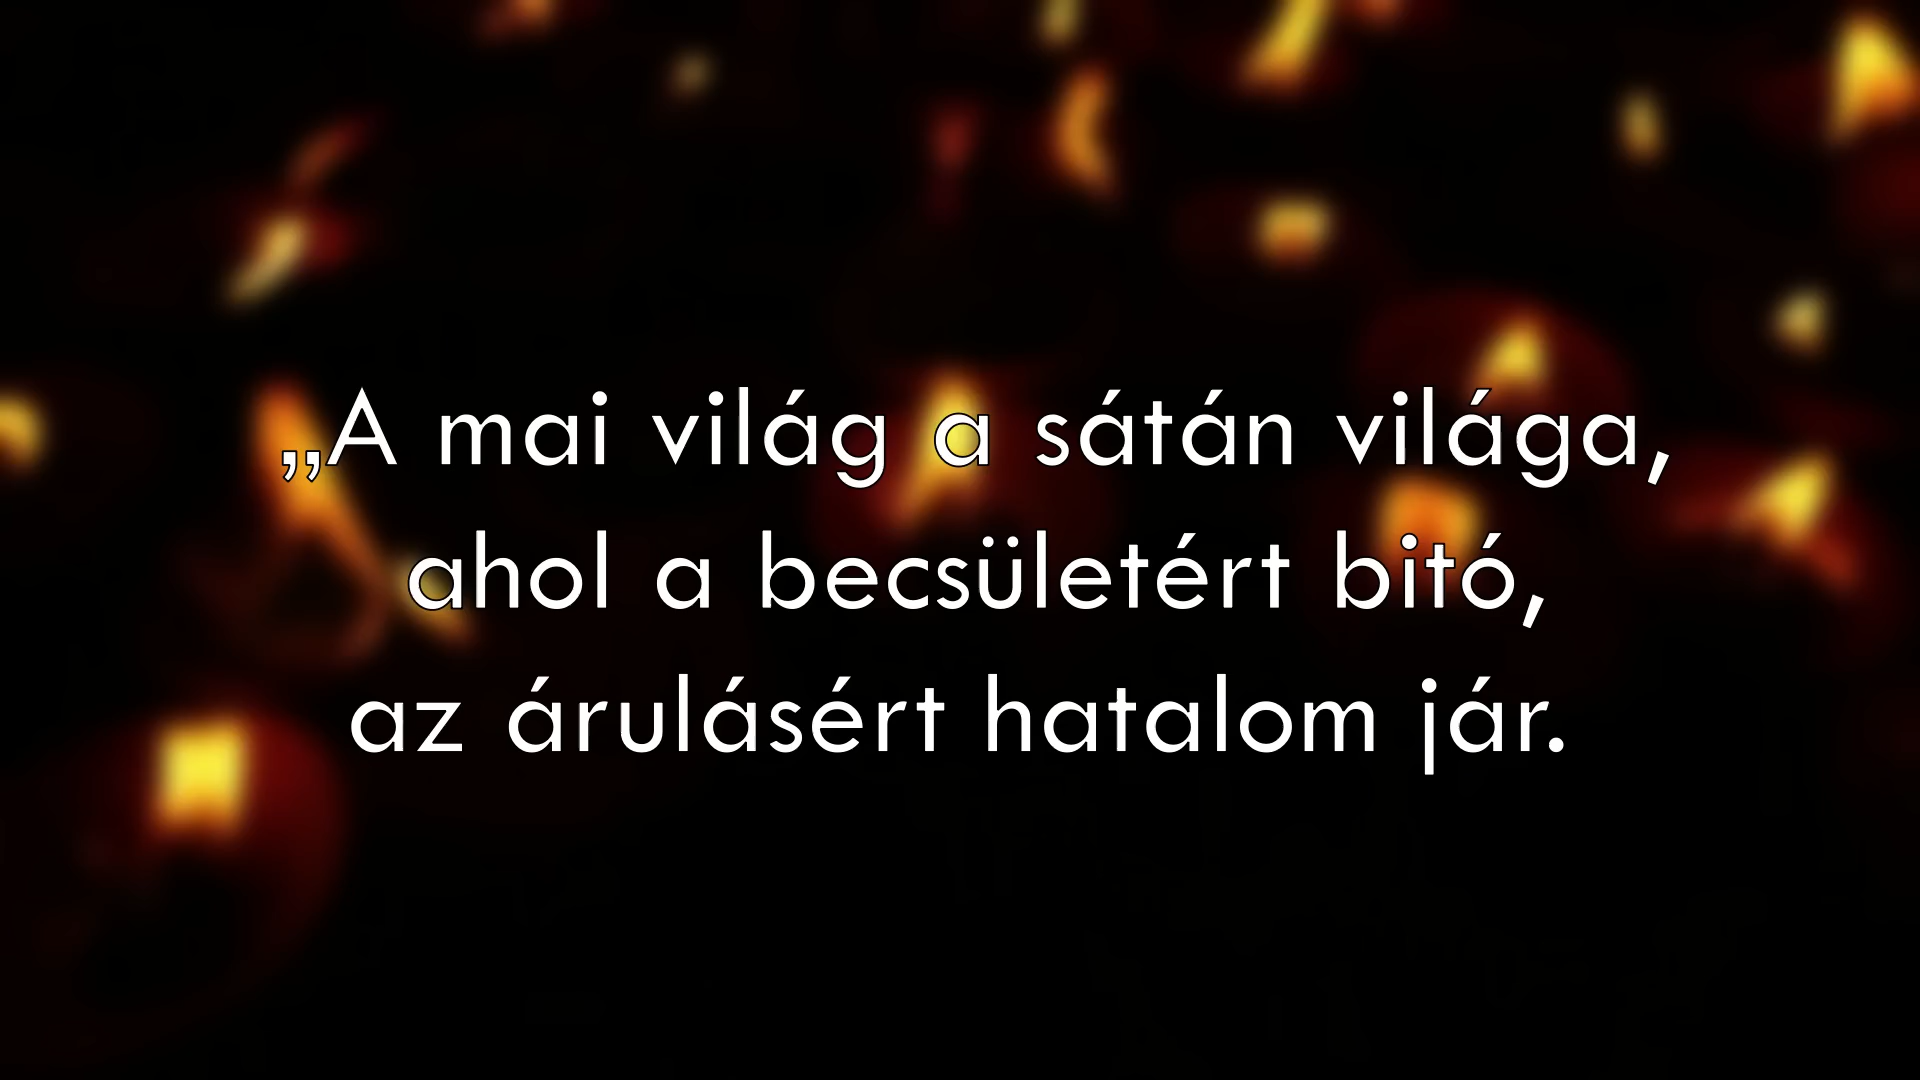 „A mai világ a sátán világa,
ahol a becsületért bitó,
az árulásért hatalom jár.